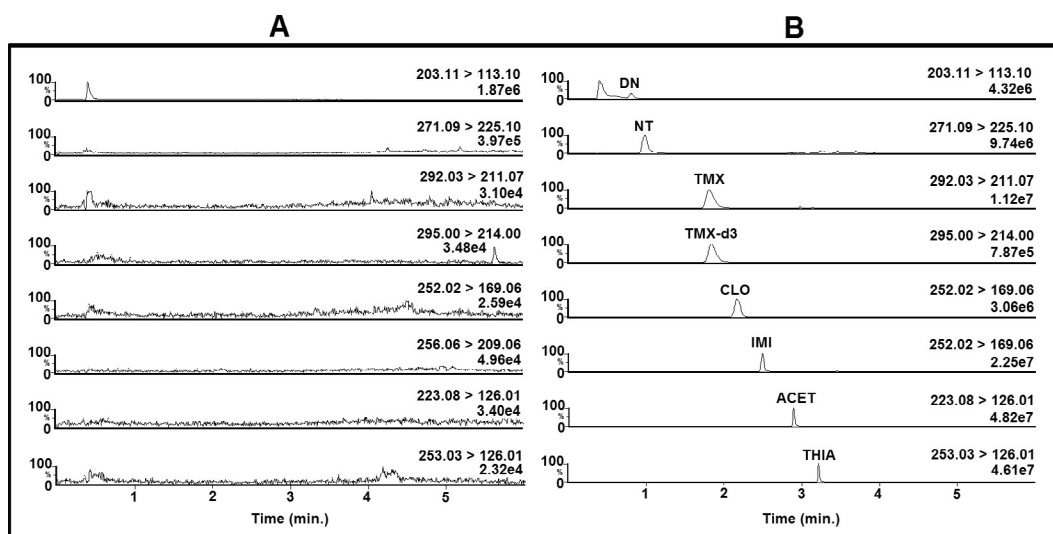 A
100
%
0
203.11 > 113.10
1.87e6
100
%
0
271.09 > 225.10
3.97e5
100
%
0
292.03 > 211.07
3.10e4
100
%
0
295.00 > 214.00
3.48e4
100
%
0
252.02 > 169.06
2.59e4
100
%
0
256.06 > 209.06
4.96e4
100
%
0
223.08 > 126.01
3.40e4
100
%
0
253.03 > 126.01
2.32e4
1 2 3 4 5
Time (min.)
B
100
%
0
DN
203.11 > 113.10
4.32e6
100
%
0
NT
271.09 > 225.10
9.74e6
100
%
0
TMX
292.03 > 211.07
1.12e7
100
%
0
TMX-d3
295.00 > 214.00
7.87e5
100
%
0
CLO
252.02 > 169.06
3.06e6
100
%
0
IMI
252.02 > 169.06
2.25e7
100
%
0
ACET
223.08 > 126.01
4.82e7
100
%
0
THIA
253.03 > 126.01
4.61e7
1 2 3 4 5
Time (min.)